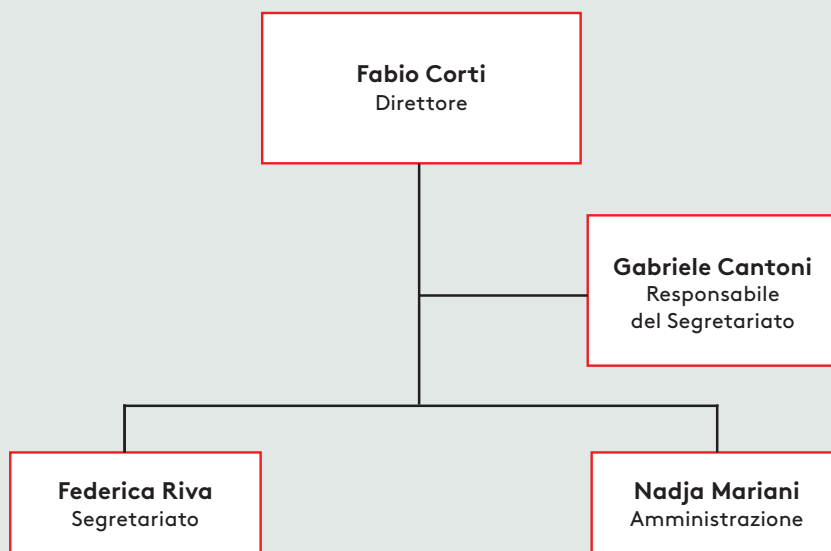 Fabio Corti
Direttore
Gabriele Cantoni
Responsabile
del Segretariato
Federica Riva
Segretariato
Nadja Mariani
Amministrazione